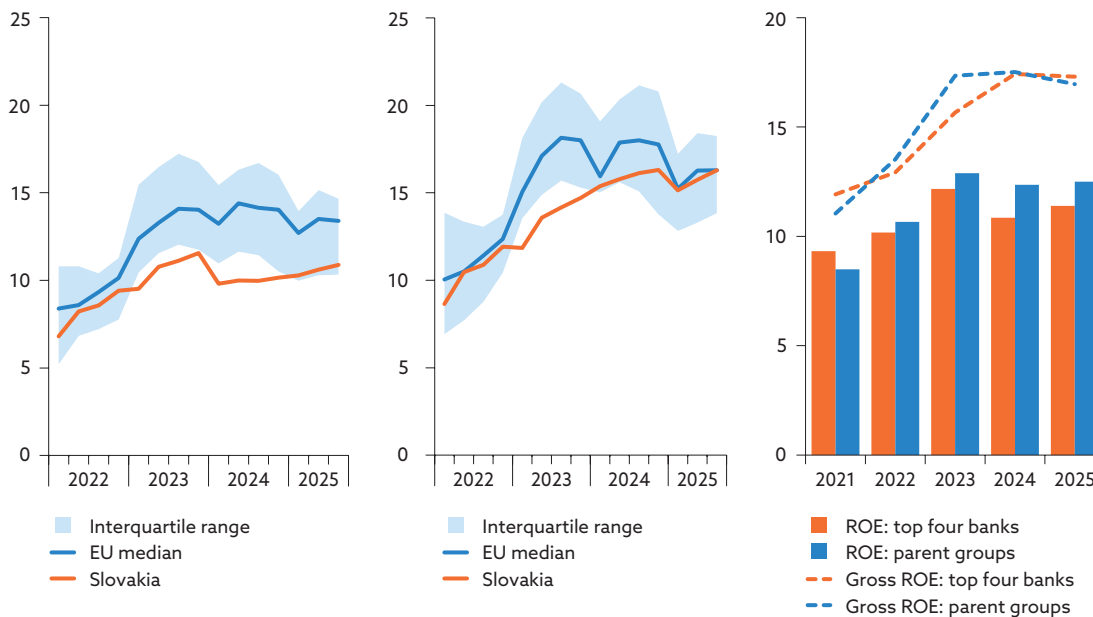 25
20
15
10
5
0
2022 2023 2024 2025
Interquartile range
EU median
Slovakia
25
20
15
10
5
0
2022 2023 2024 2025
Interquartile range
EU median
Slovakia
20
15
10
5
0
2021 2022 2023 2024 2025
ROE: top four banks
ROE: parent groups
Gross ROE: top four banks
Gross ROE: parent groups